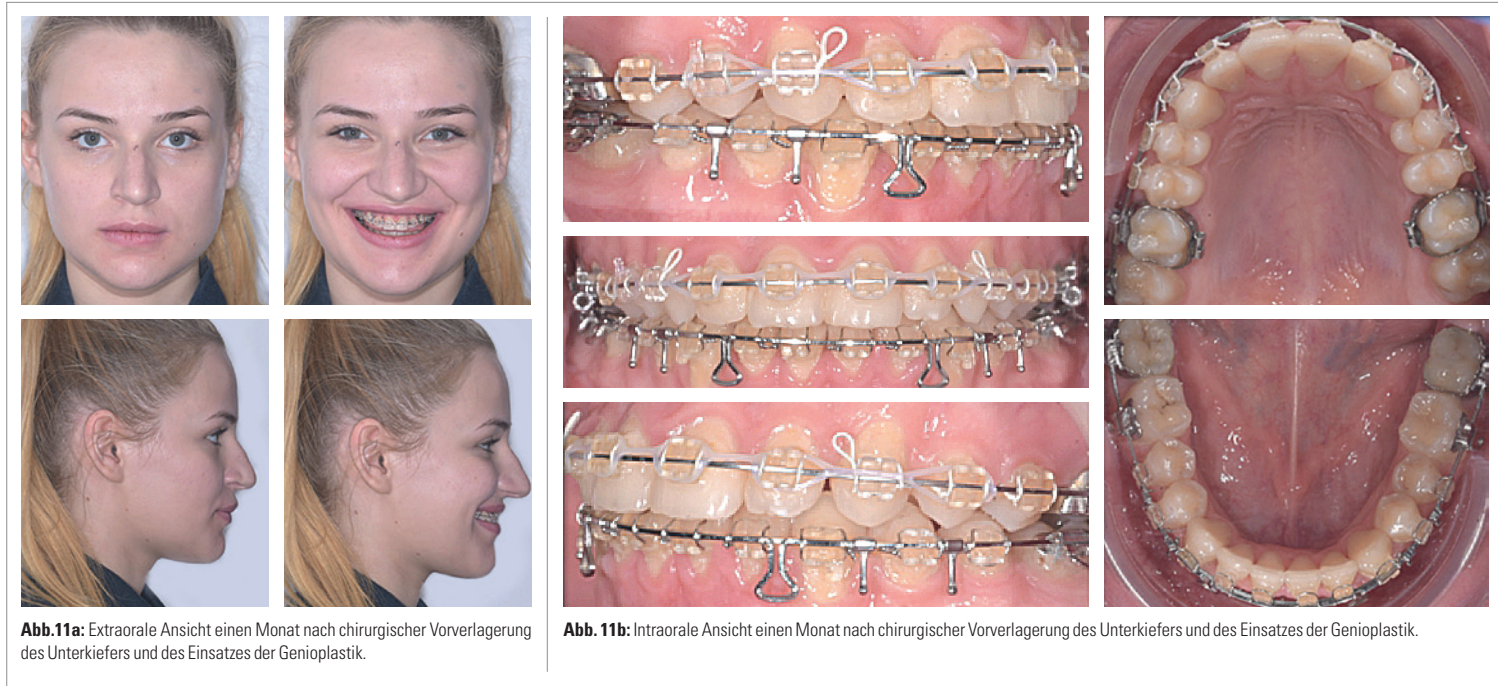 Abb.11a: Extraorale Ansicht einen Monat nach chirurgischer Vorverlagerung
des Unterkiefers und des Einsatzes der Genioplastik.
Abb. 11b: Intraorale Ansicht einen Monat nach chirurgischer Vorverlagerung des Unterkiefers und des Einsatzes der Genioplastik.